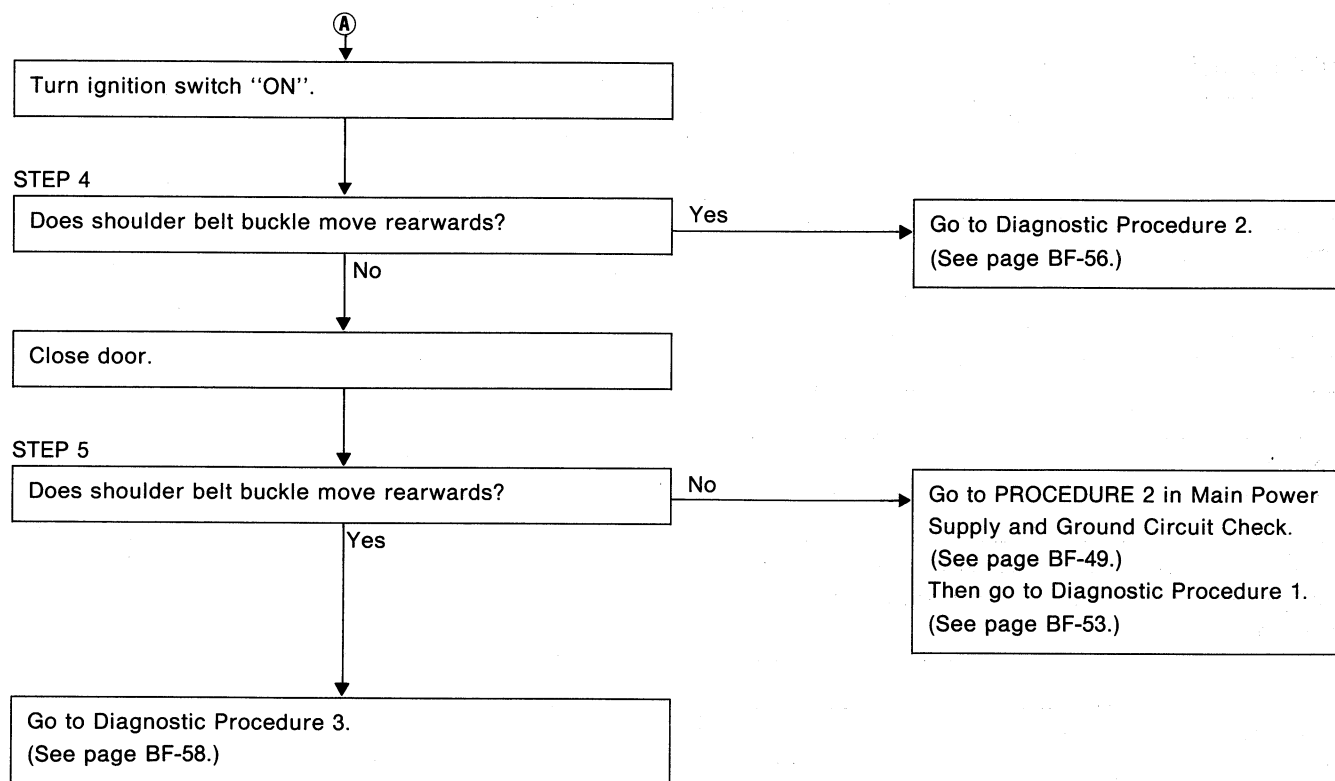 A
Turn ignition switch “ON”.
STEP 4
Does shoulder belt buckle move rearwards?
Yes
Go to Diagnostic Procedure 2.
(See page BF-56.)
No
Close door.
STEP 5
Does shoulder belt buckle move rearwards?
No
Go to PROCEDURE 2 in Main Power
Supply and Ground Circuit Check.
(See page BF-49.)
Then go to Diagnostic Procedure 1.
(See page BF-53.)
Yes
Go to Diagnostic Procedure 3.
(See page BF-58.)